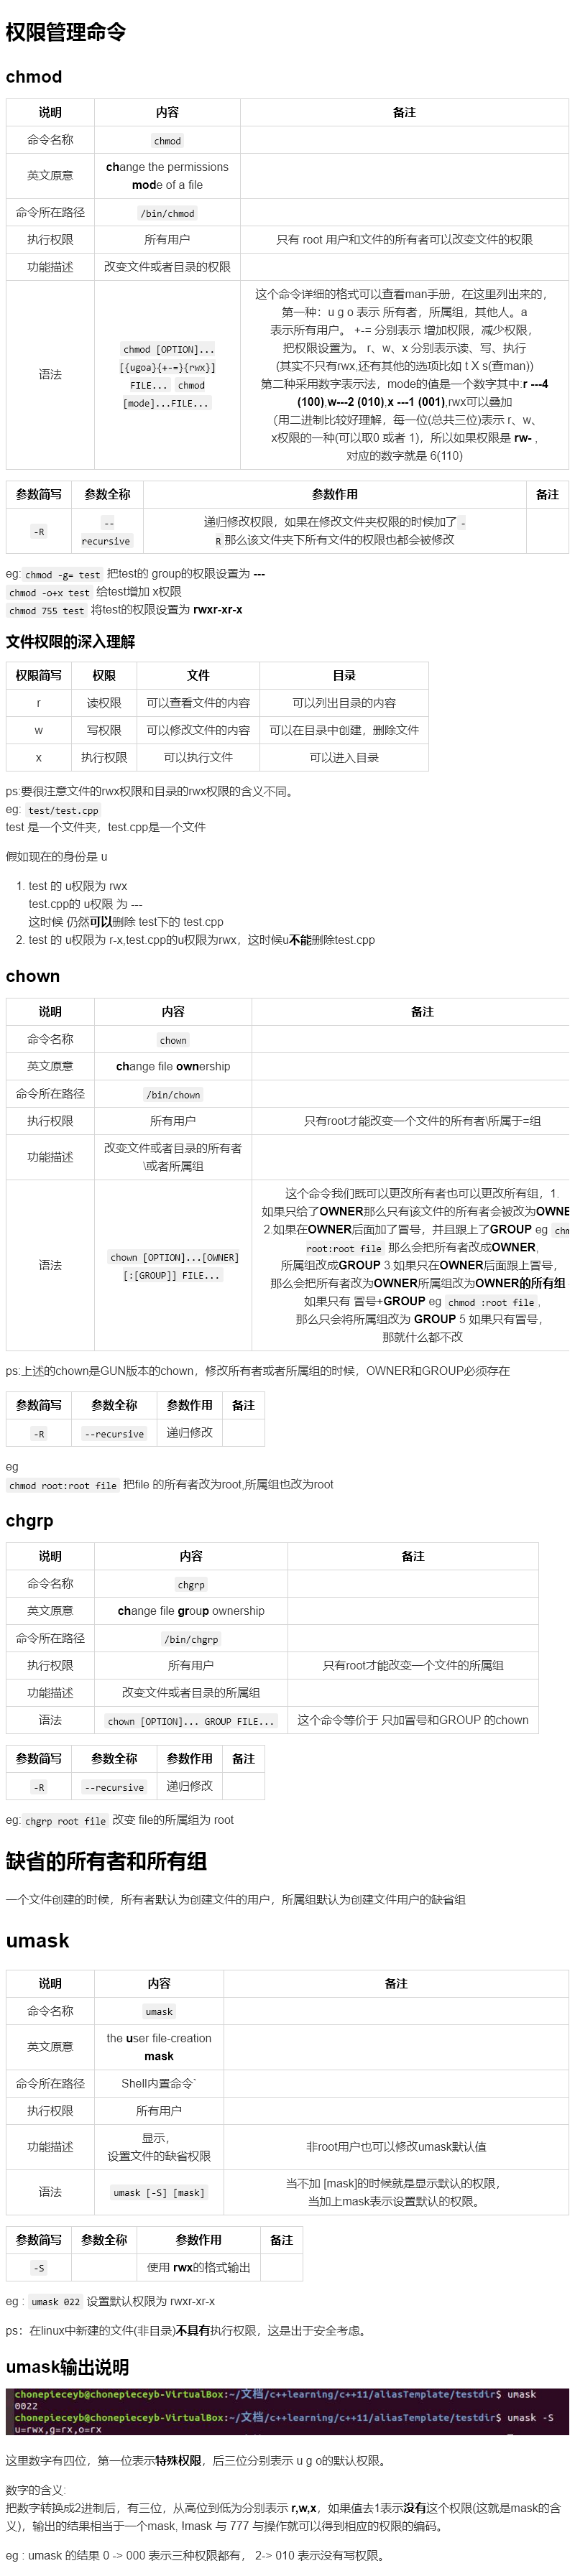 权限管理命令
chmod
说明 内容 备注
命令名称 chmod
英文原意 change the permissions
mode of a file
命令所在路径 /bin/chmod
执行权限 所有用户 只有 root 用户和文件的所有者可以改变文件的权限
功能描述 改变文件或者目录的权限
语法
chmod [OPTION]...
[{ugoa}{+-=}{rwx}]
FILE... chmod
[mode]...FILE...
这个命令详细的格式可以查看man手册，在这里列出来的，
第一种：u g o 表示 所有者，所属组，其他人。a
表示所有用户。 +-= 分别表示 增加权限，减少权限，
把权限设置为。 r、w、x 分别表示读、写、执行
(其实不只有rwx,还有其他的选项比如 t X s(查man))
第二种采用数字表示法，mode的值是一个数字其中:r ---4
(100),w---2 (010),x ---1 (001),rwx可以叠加
（用二进制比较好理解，每一位(总共三位)表示 r、w、
x权限的一种(可以取0 或者 1)，所以如果权限是 rw- ,
对应的数字就是 6(110)
参数简写 参数全称 参数作用 备注
-R
--
recursive
递归修改权限，如果在修改文件夹权限的时候加了 -
R 那么该文件夹下所有文件的权限也都会被修改
eg:chmod -g= test 把test的 group的权限设置为 ---
chmod -o+x test 给test增加 x权限
chmod 755 test 将test的权限设置为 rwxr-xr-x
文件权限的深入理解
权限简写 权限 文件 目录
r 读权限 可以查看文件的内容 可以列出目录的内容
w 写权限 可以修改文件的内容 可以在目录中创建，删除文件
x 执行权限 可以执行文件 可以进入目录
ps:要很注意文件的rwx权限和目录的rwx权限的含义不同。
eg: test/test.cpp
test 是一个文件夹，test.cpp是一个文件
假如现在的身份是 u
1. test 的 u权限为 rwx
test.cpp的 u权限 为 ---
这时候 仍然可以删除 test下的 test.cpp
2. test 的 u权限为 r-x,test.cpp的u权限为rwx，这时候u不能删除test.cpp
chown
说明 内容 备注
命令名称 chown
英文原意 change file ownership
命令所在路径 /bin/chown
执行权限 所有用户 只有root才能改变一个文件的所有者\所属于=组
功能描述 改变文件或者目录的所有者
\或者所属组
语法
chown [OPTION]...[OWNER]
[:[GROUP]] FILE...
这个命令我们既可以更改所有者也可以更改所有组，1.
如果只给了OWNER那么只有该文件的所有者会被改为OWNE
2.如果在OWNER后面加了冒号，并且跟上了GROUP eg chm
root:root file 那么会把所有者改成OWNER,
所属组改成GROUP 3.如果只在OWNER后面跟上冒号，
那么会把所有者改为OWNER所属组改为OWNER的所有组
如果只有 冒号+GROUP eg chmod :root file,
那么只会将所属组改为 GROUP 5 如果只有冒号，
那就什么都不改
ps:上述的chown是GUN版本的chown，修改所有者或者所属组的时候，OWNER和GROUP必须存在
参数简写 参数全称 参数作用 备注
-R --recursive 递归修改
eg
chmod root:root file 把file 的所有者改为root,所属组也改为root
chgrp
说明 内容 备注
命令名称 chgrp
英文原意 change file group ownership
命令所在路径 /bin/chgrp
执行权限 所有用户 只有root才能改变一个文件的所属组
功能描述 改变文件或者目录的所属组
语法 chown [OPTION]... GROUP FILE... 这个命令等价于 只加冒号和GROUP 的chown
参数简写 参数全称 参数作用 备注
-R --recursive 递归修改
eg:chgrp root file 改变 file的所属组为 root
缺省的所有者和所有组
一个文件创建的时候，所有者默认为创建文件的用户，所属组默认为创建文件用户的缺省组
umask
说明 内容 备注
命令名称 umask
英文原意 the user file-creation
mask
命令所在路径 Shell内置命令`
执行权限 所有用户
功能描述 显示，
设置文件的缺省权限
非root用户也可以修改umask默认值
语法 umask [-S] [mask]
当不加 [mask]的时候就是显示默认的权限，
当加上mask表示设置默认的权限。
参数简写 参数全称 参数作用 备注
-S 使用 rwx的格式输出
eg : umask 022 设置默认权限为 rwxr-xr-x
ps：在linux中新建的文件(非目录)不具有执行权限，这是出于安全考虑。
umask输出说明
chonepieceyb@chonepieceyb-VirtualBox:~/文档/c++learning/c++11/aliasTemplate/testdir$ umask
0022
chonepieceyb@chonepieceyb-VirtualBox:~/文档/c++learning/c++11/aliasTemplate/testdir$ umask -S
u=rwx,g=rx,o=rx
这里数字有四位，第一位表示特殊权限，后三位分别表示 u g o的默认权限。
数字的含义:
把数字转换成2进制后，有三位，从高位到低为分别表示 r,w,x，如果值去1表示没有这个权限(这就是mask的含
义)，输出的结果相当于一个mask, lmask 与 777 与操作就可以得到相应的权限的编码。
eg : umask 的结果 0 -> 000 表示三种权限都有， 2-> 010 表示没有写权限。